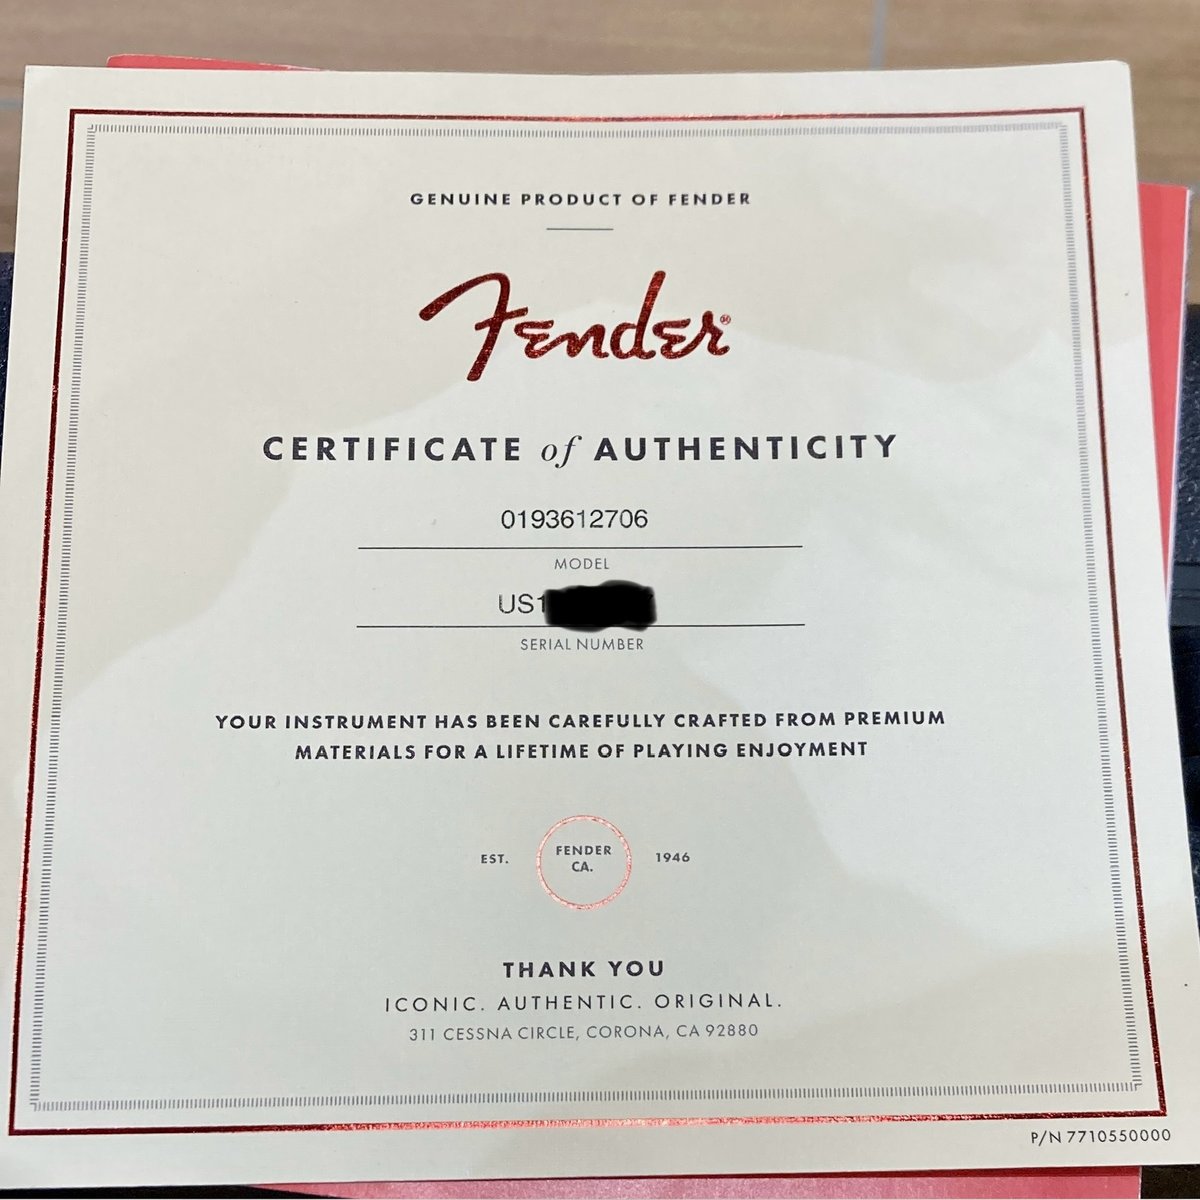 GENUINE PRODUCT OF FENDER
Fender®
CERTIFICATE of AUTHENTICITY
0193612706
MODEL
US1
SERIAL NUMBER
YOUR INSTRUMENT HAS BEEN CAREFULLY CRAFTED FROM PREMIUM
MATERIALS FOR A LIFETIME OF PLAYING ENJOYMENT
EST. FENDER CA. 1946
THANK YOU
ICONIC. AUTHENTIC. ORIGINAL.
311 CESSNA CIRCLE, CORONA, CA 92880
P/N 7710550000